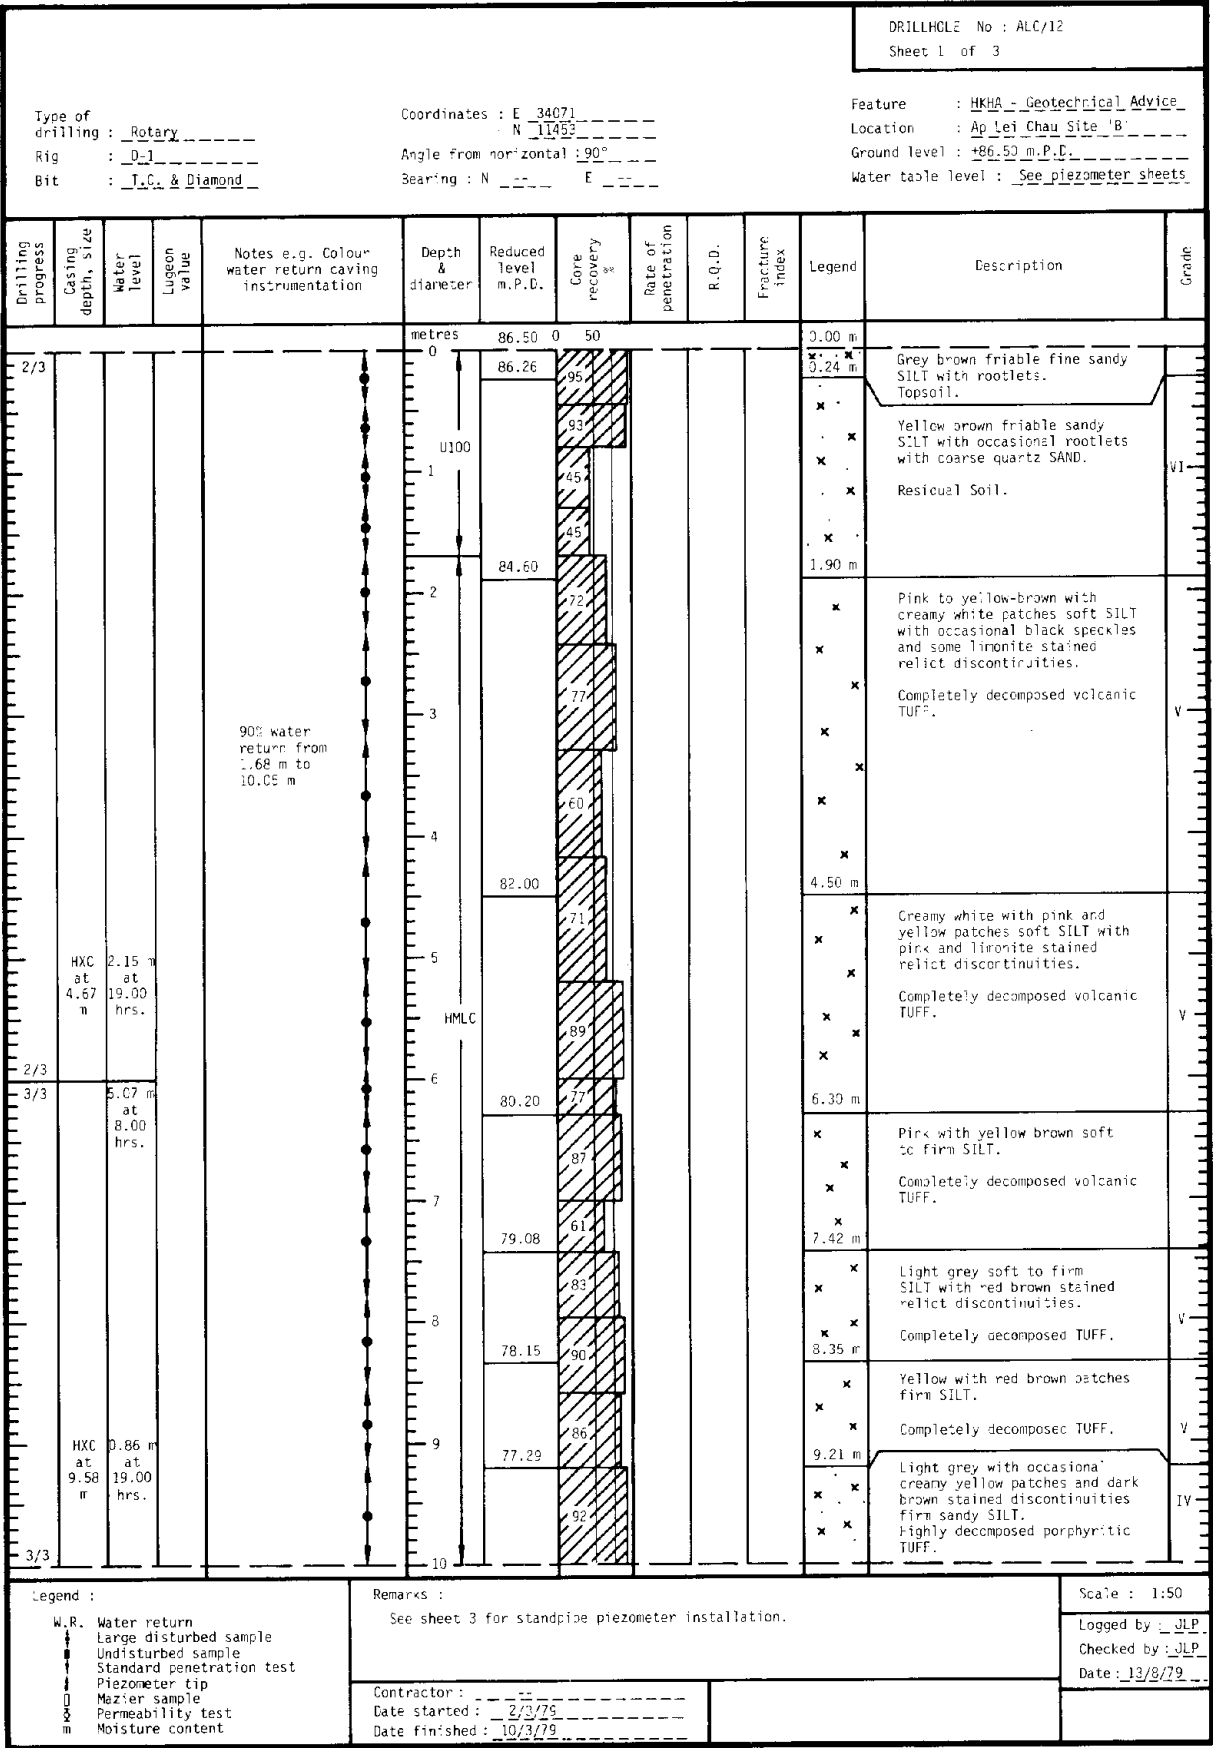 DRILLHOLE No : ALC/12
Sheet 1 of 3
Type of
drilling : Rotary
Rig : D-1
Bit : T.C. & Diamond
Coordinates : E 34071
N 11453
Angle from horizontal : 90°
Bearing : N -- E --
Feature : HKHA - Geotechnical Advice
Location : Ap Lei Chau Site 'B'
Ground level : +86.50 m.P.D.
Water table level : See piezometer sheets
Drilling progress
Casing depth, size
Water level
Lugeon value
Notes e.g. Colour
water return caving
instrumentation
Depth
&
diameter
Reduced
level
m.P.D.
Core recovery %
Rate of penetration
R.Q.D.
Fracture index
Legend
Description
Grade
metres 86.50 0 50 0.00 m
0
2/3
86.26
95
0.24 m
Grey brown friable fine sandy
SILT with rootlets.
Topsoil.
93
U100
1
45
45
Yellow brown friable sandy
SILT with occasional rootlets
with coarse quartz SAND.
Residual Soil.
VI
84.60
1.90 m
2
72
77
3
Pink to yellow-brown with
creamy white patches soft SILT
with occasional black speckles
and some limonite stained
relict discontinuities.
Completely decomposed volcanic
TUFF.
V
90% water
return from
1.68 m to
10.05 m
60
4
82.00
4.50 m
71
5
Creamy white with pink and
yellow patches soft SILT with
pink and limonite stained
relict discontinuities.
Completely decomposed volcanic
TUFF.
V
HXC
at
4.67
m
2.15 m
at
19.00
hrs.
HMLC
89
2/3
6
3/3
5.07 m
at
8.00
hrs.
77
80.20
6.30 m
87
7
61
Pink with yellow brown soft
to firm SILT.
Completely decomposed volcanic
TUFF.
79.08
7.42 m
83
8
Light grey soft to firm
SILT with red brown stained
relict discontinuities.
Completely decomposed TUFF.
V
78.15
90
8.35 m
86
9
Yellow with red brown patches
firm SILT.
Completely decomposed TUFF.
V
HXC
at
9.58
m
0.86 m
at
19.00
hrs.
77.29
9.21 m
92
Light grey with occasional
creamy yellow patches and dark
brown stained discontinuities
firm sandy SILT.
Highly decomposed porphyritic
TUFF.
IV
3/3
10
Legend :
W.R. Water return
Large disturbed sample
Undisturbed sample
Standard penetration test
Piezometer tip
Mazier sample
Permeability test
m Moisture content
Remarks :
See sheet 3 for standpipe piezometer installation.
Contractor : --
Date started : 2/3/79
Date finished : 10/3/79
Scale : 1:50
Logged by : JLP
Checked by : JLP
Date : 13/8/79